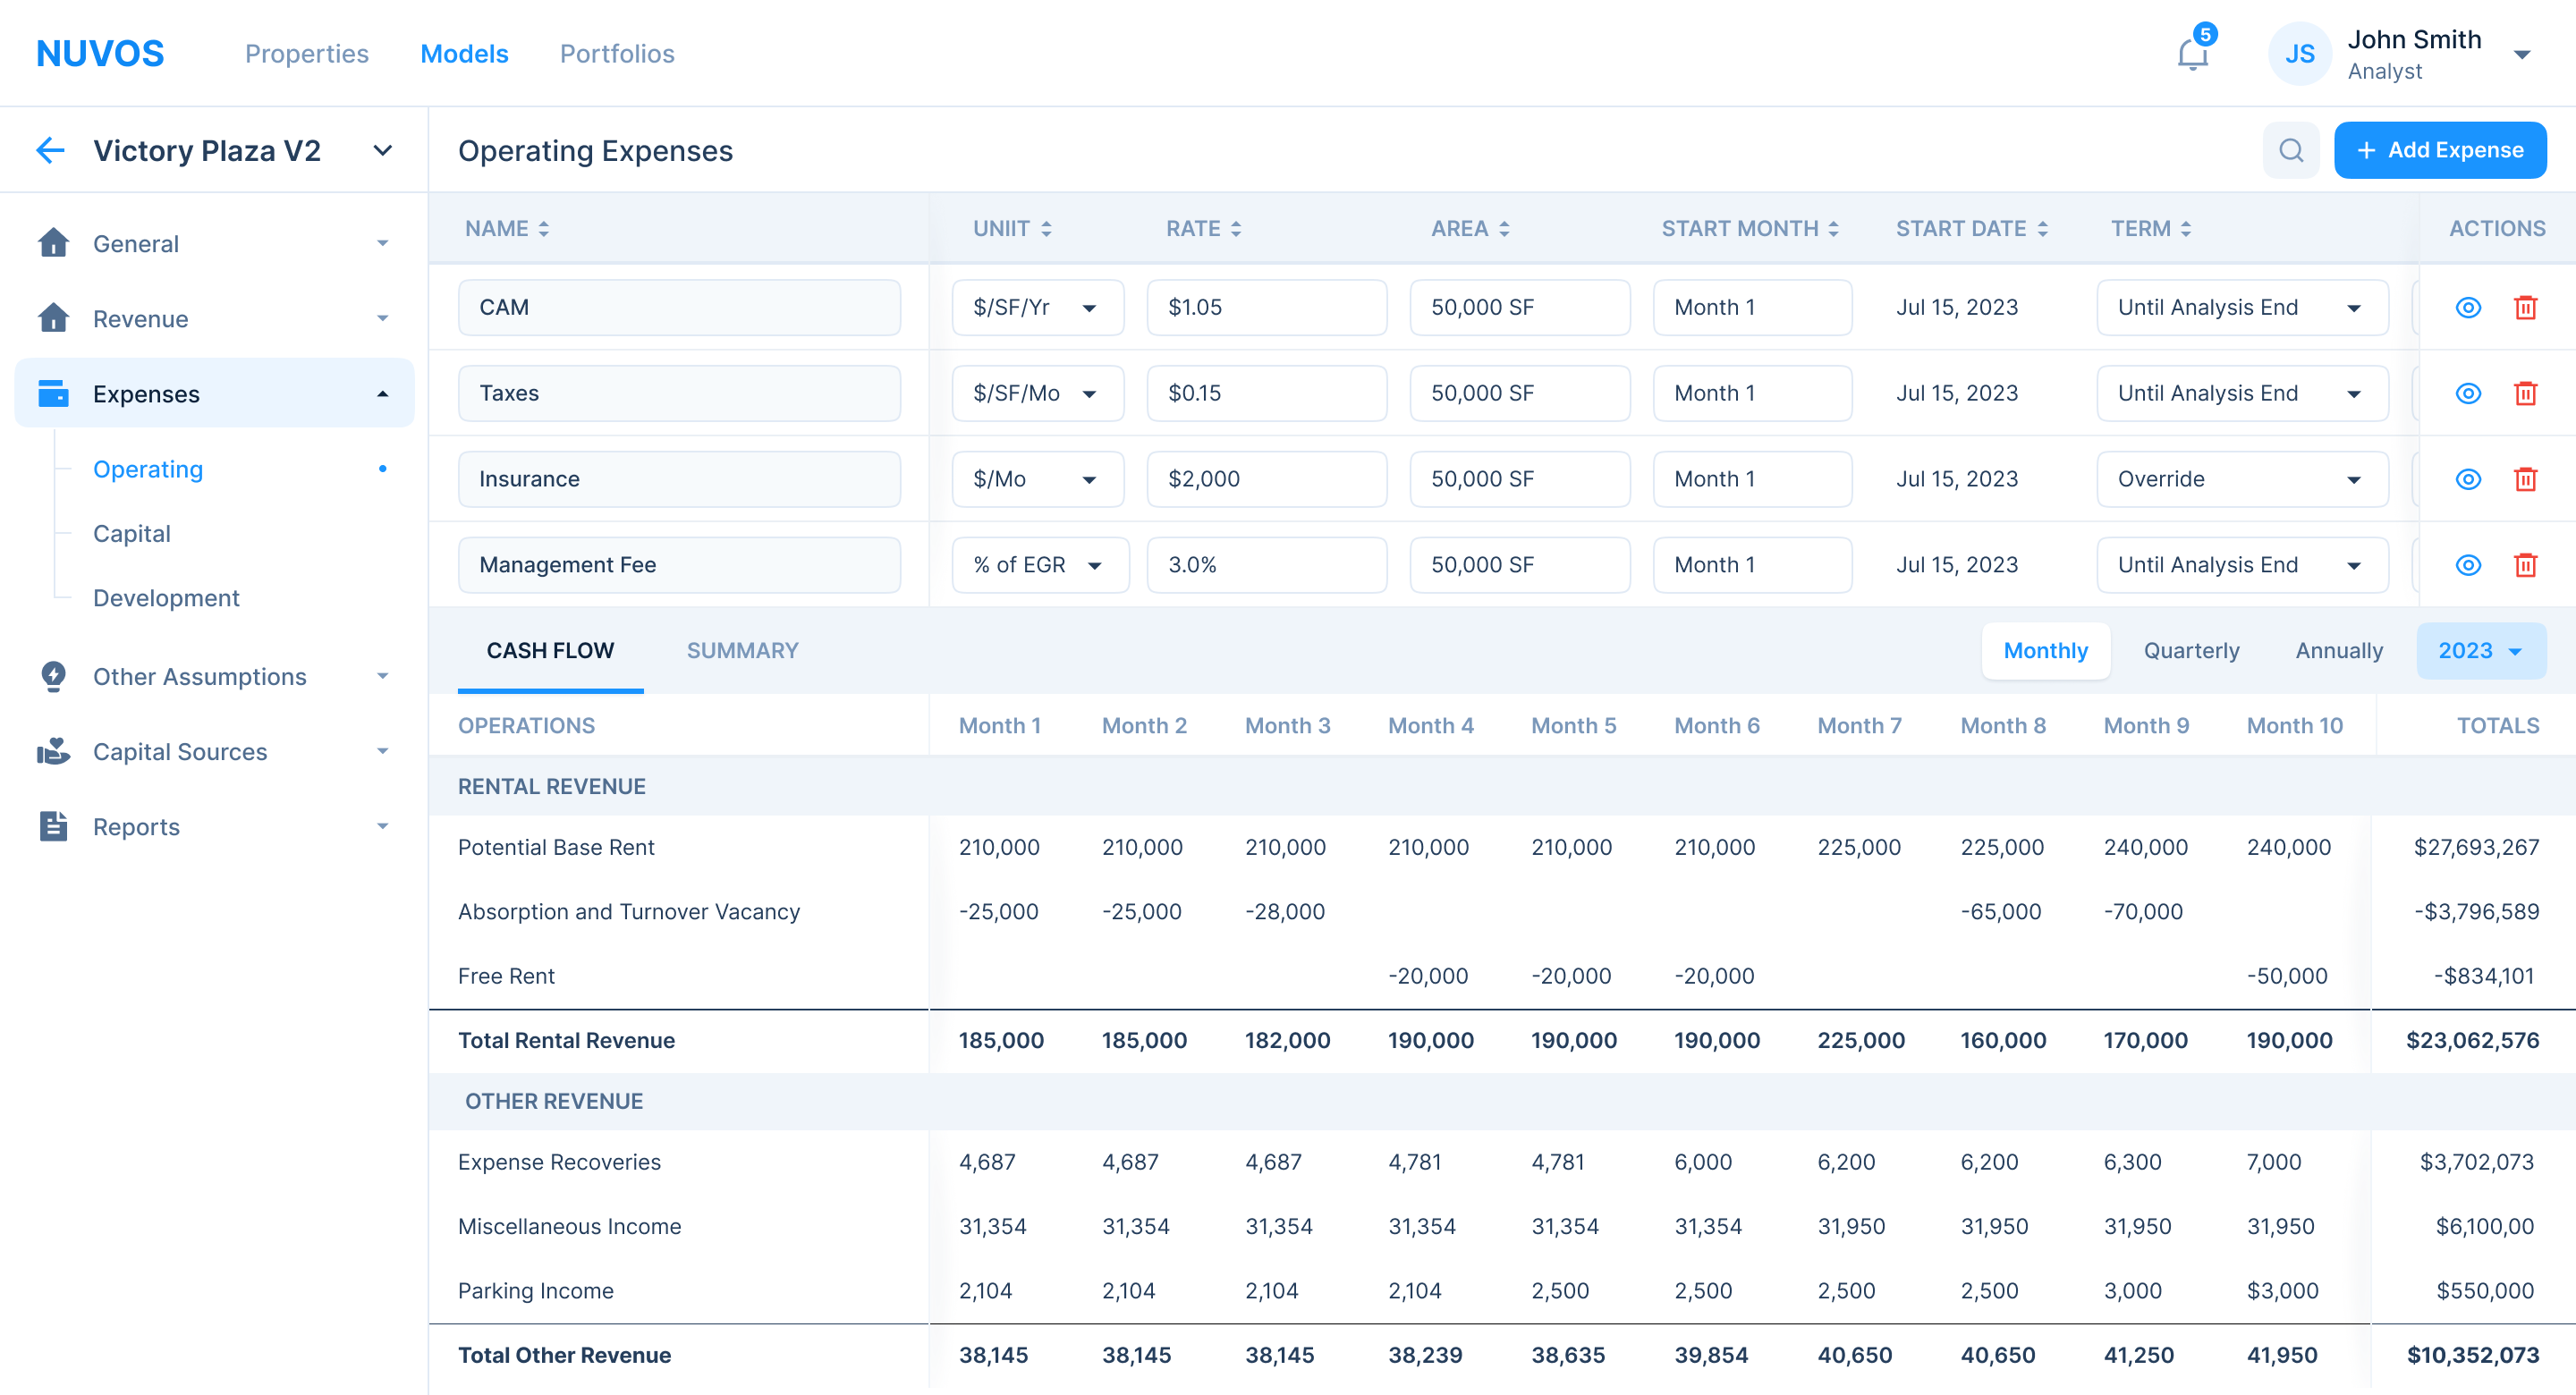 NUVOS Properties Models Portfolios 5 JS John Smith
Analyst
Victory Plaza V2
General
Revenue
Expenses
Operating
Capital
Development
Other Assumptions
Capital Sources
Reports
Operating Expenses + Add Expense
NAME UNIIT RATE AREA START MONTH START DATE TERM ACTIONS
CAM $/SF/Yr $1.05 50,000 SF Month 1 Jul 15, 2023 Until Analysis End
Taxes $/SF/Mo $0.15 50,000 SF Month 1 Jul 15, 2023 Until Analysis End
Insurance $/Mo $2,000 50,000 SF Month 1 Jul 15, 2023 Override
Management Fee % of EGR 3.0% 50,000 SF Month 1 Jul 15, 2023 Until Analysis End
CASH FLOW SUMMARY Monthly Quarterly Annually 2023
OPERATIONS Month 1 Month 2 Month 3 Month 4 Month 5 Month 6 Month 7 Month 8 Month 9 Month 10 TOTALS
RENTAL REVENUE
Potential Base Rent 210,000 210,000 210,000 210,000 210,000 210,000 225,000 225,000 240,000 240,000 $27,693,267
Absorption and Turnover Vacancy -25,000 -25,000 -28,000 -65,000 -70,000 -$3,796,589
Free Rent -20,000 -20,000 -20,000 -50,000 -$834,101
Total Rental Revenue 185,000 185,000 182,000 190,000 190,000 190,000 225,000 160,000 170,000 190,000 $23,062,576
OTHER REVENUE
Expense Recoveries 4,687 4,687 4,687 4,781 4,781 6,000 6,200 6,200 6,300 7,000 $3,702,073
Miscellaneous Income 31,354 31,354 31,354 31,354 31,354 31,354 31,950 31,950 31,950 31,950 $6,100,00
Parking Income 2,104 2,104 2,104 2,104 2,500 2,500 2,500 2,500 3,000 $3,000 $550,000
Total Other Revenue 38,145 38,145 38,145 38,239 38,635 39,854 40,650 40,650 41,250 41,950 $10,352,073